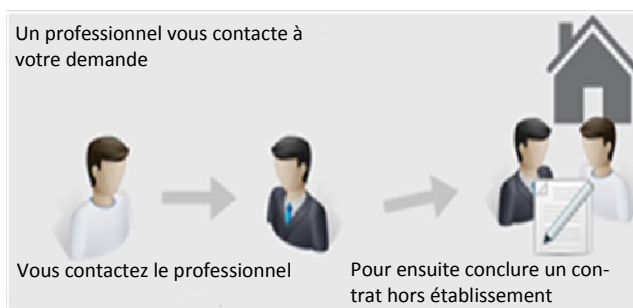 Un professionnel vous contacte à
votre demande
Vous contactez le professionnel
Pour ensuite conclure un con-
trat hors établissement